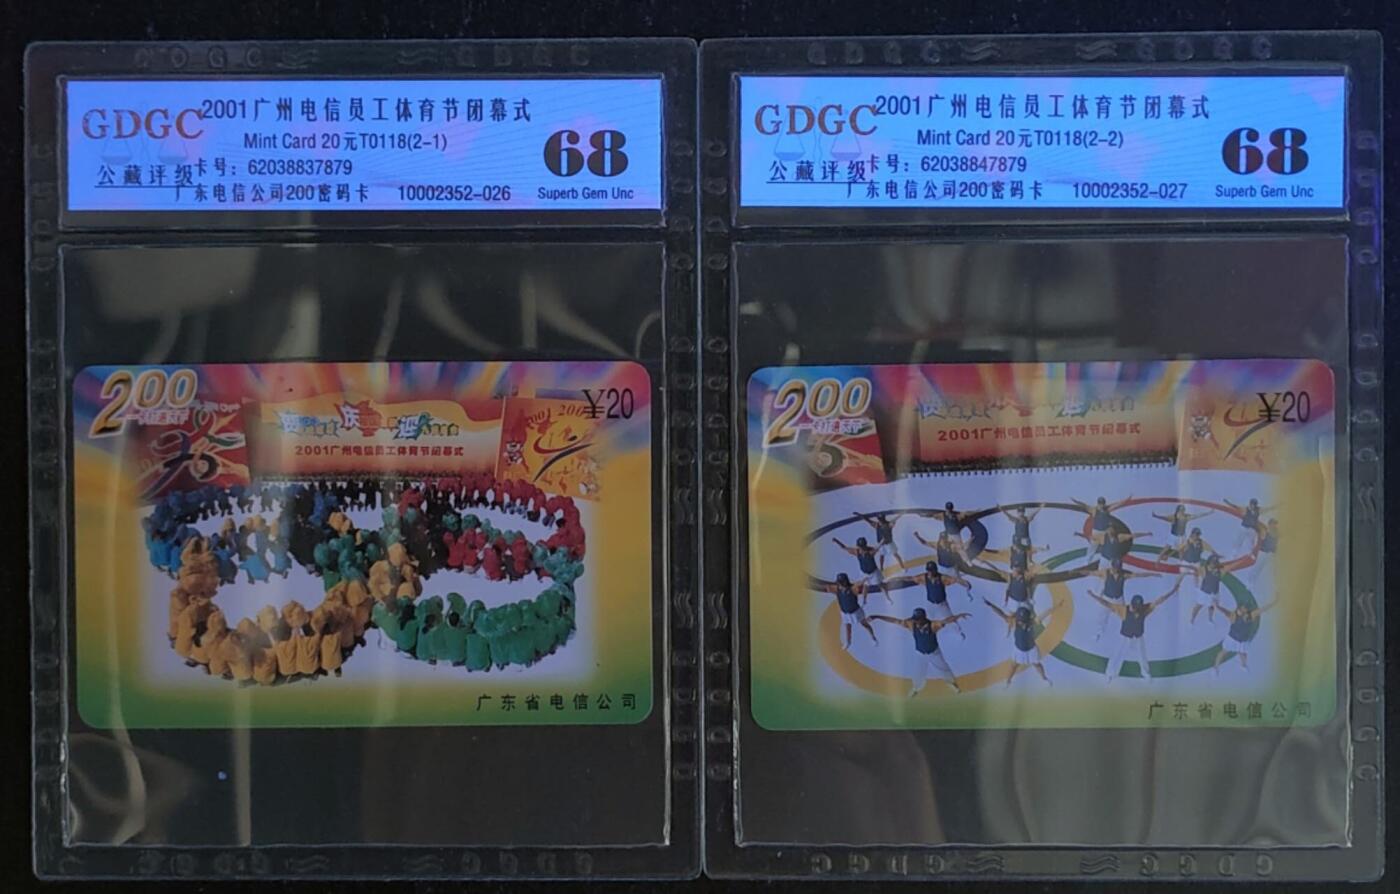 GDGC
2001广州电信员工体育节闭幕式
Mint Card 20元T0118(2-1)
公藏评级
卡号：62038837879
广东电信公司200密码卡 10002352-026
68
Superb Gem Unc
200
¥20
2001广州电信员工体育节闭幕式
广东省电信公司
GDGC
2001广州电信员工体育节闭幕式
Mint Card 20元T0118(2-2)
公藏评级
卡号：62038847879
广东电信公司200密码卡 10002352-027
68
Superb Gem Unc
200
¥20
2001广州电信员工体育节闭幕式
广东省电信公司